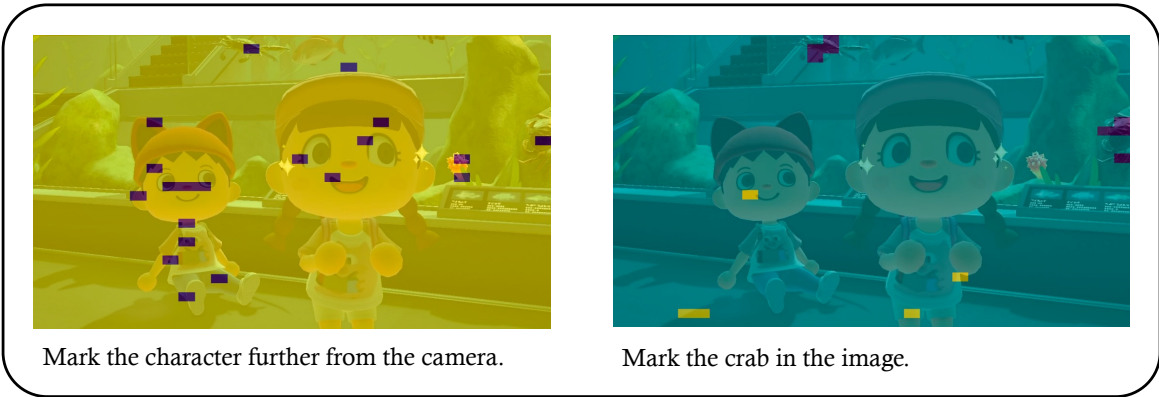 Mark the character further from the camera.
Mark the crab in the image.